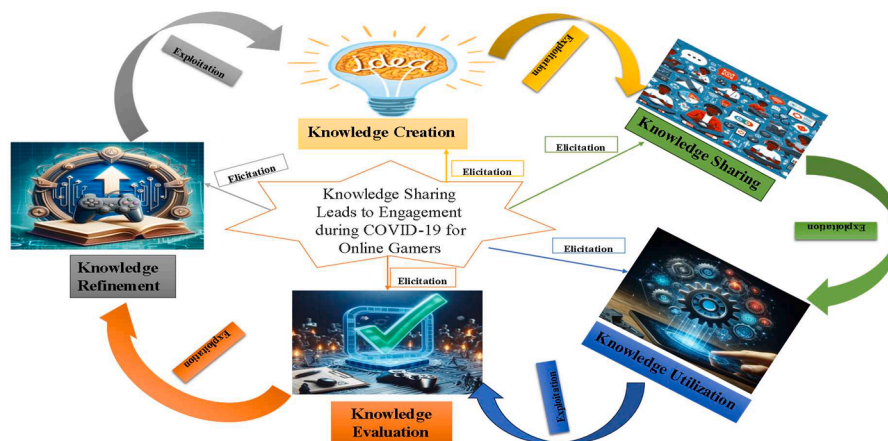 Exploitation
idea
Exploitation
Knowledge Creation
Knowledge Sharing
Elicitation
Elicitation
Elicitation
Knowledge Sharing
Leads to Engagement
during COVID-19 for
Online Gamers
Exploitation
Elicitation
Knowledge
Refinement
Elicitation
Knowledge Utilization
Exploitation
Exploitation
Knowledge
Evaluation